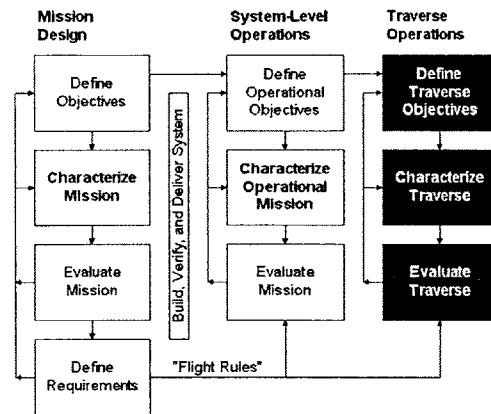 Mission
Design
System-Level
Operations
Traverse
Operations
Define
Objectives
Define
Operational
Objectives
Define
Traverse
Objectives
Build, Verify, and Deliver System
Characterize
Mission
Characterize
Operational
Mission
Characterize
Traverse
Evaluate
Mission
Evaluate
Mission
Evaluate
Traverse
Define
Requirements
"Flight Rules"